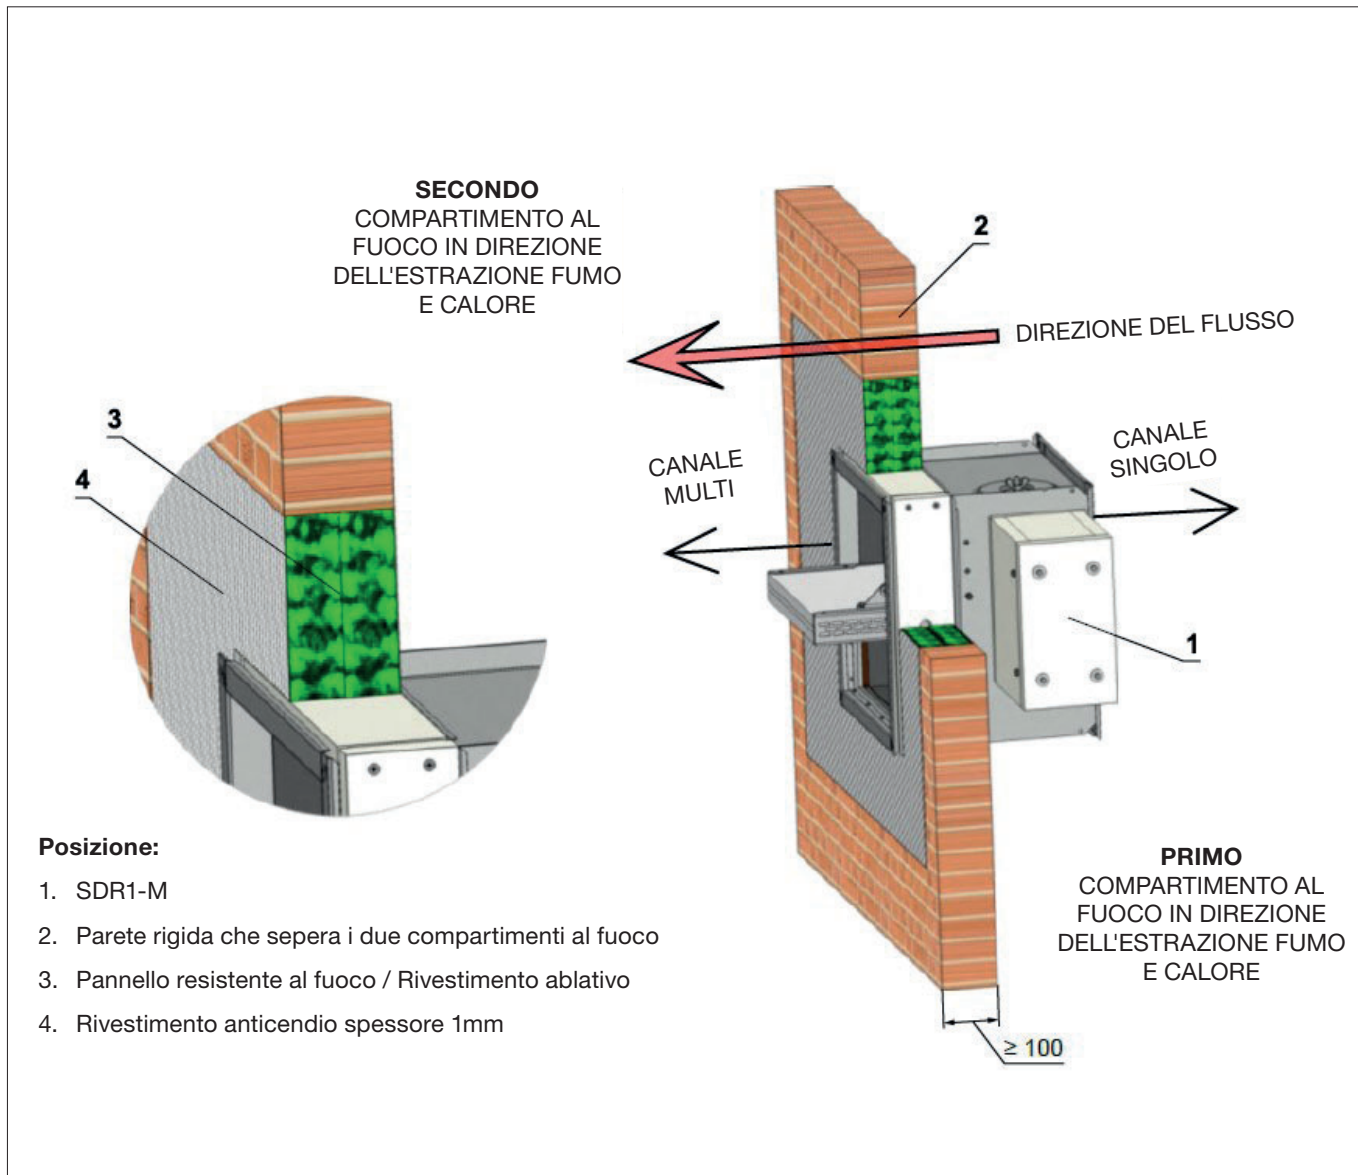 SECONDO
COMPARTIMENTO AL
FUOCO IN DIREZIONE
DELL'ESTRAZIONE FUMO
E CALORE
2
DIREZIONE DEL FLUSSO
3
4
CANALE
MULTI
CANALE
SINGOLO
1
Posizione:
1. SDR1-M
2. Parete rigida che sepera i due compartimenti al fuoco
3. Pannello resistente al fuoco / Rivestimento ablativo
4. Rivestimento anticendio spessore 1mm
PRIMO
COMPARTIMENTO AL
FUOCO IN DIREZIONE
DELL'ESTRAZIONE FUMO
E CALORE
≥ 100